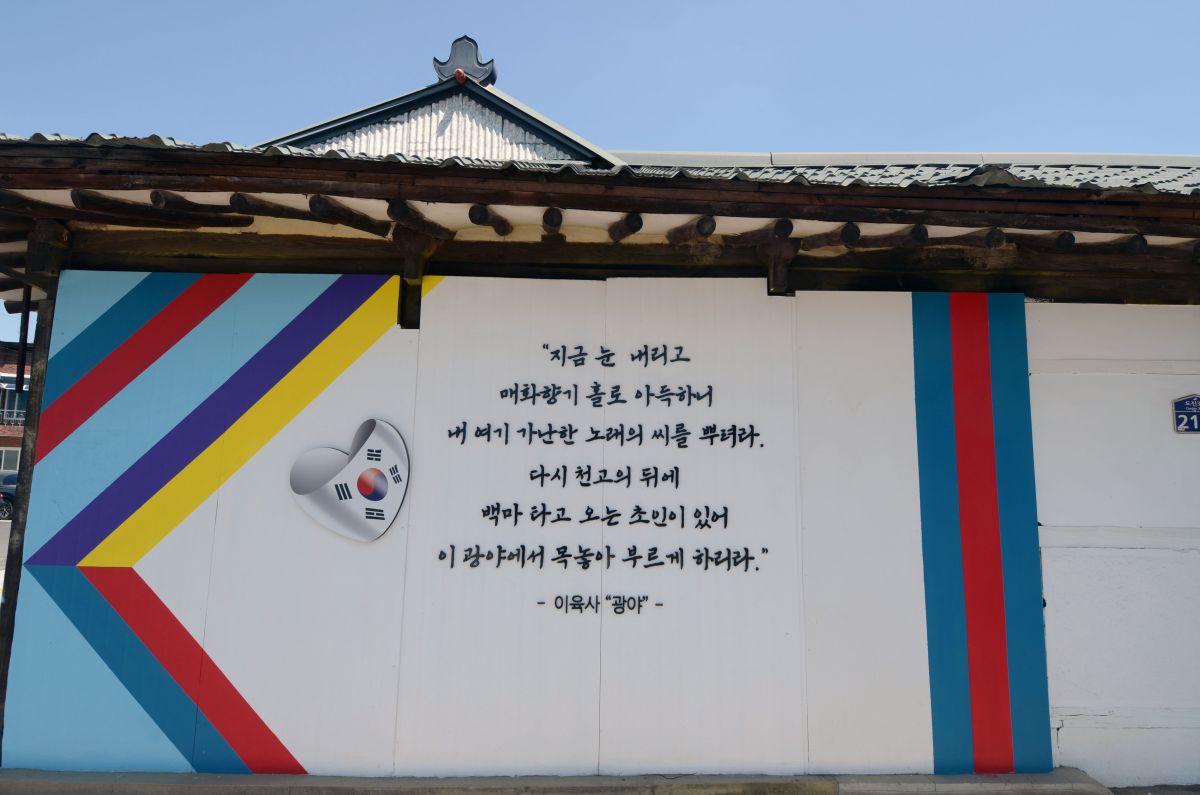 “지금 눈 내리고
매화향기 홀로 아득하니
내 여기 가난한 노래의 씨를 뿌려라.
다시 천고의 뒤에
백마 타고 오는 초인이 있어
이 광야에서 목놓아 부르게 하리라.”
- 이육사 “광야” -
21